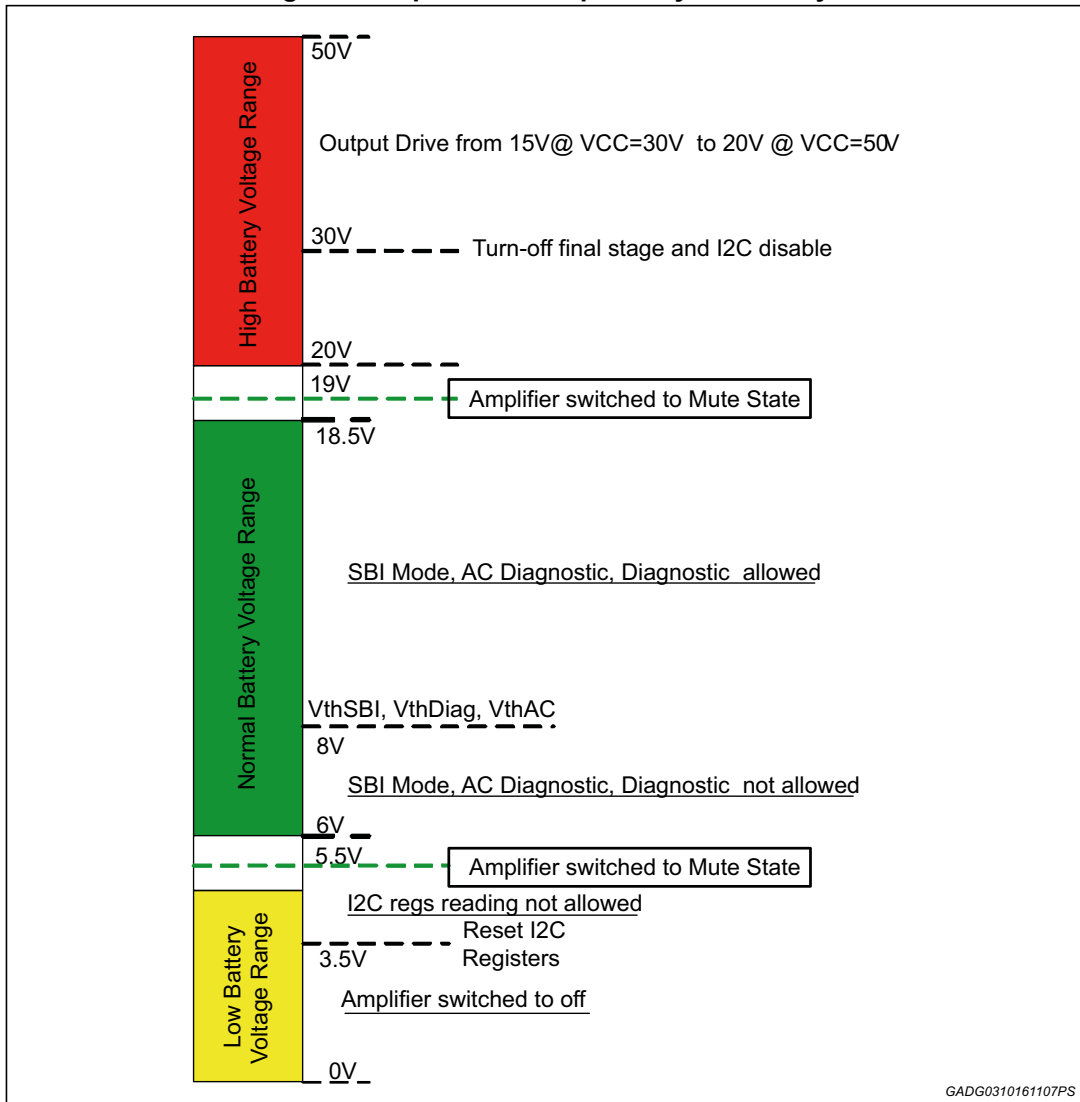 50V
High Battery Voltage Range
Output Drive from 15V@ VCC=30V to 20V @ VCC=50V
30V
Turn-off final stage and I2C disable
20V
19V
Amplifier switched to Mute State
18.5V
Normal Battery Voltage Range
SBI Mode, AC Diagnostic, Diagnostic allowed
VthSBI, VthDiag, VthAC
8V
SBI Mode, AC Diagnostic, Diagnostic not allowed
6V
5.5V
Amplifier switched to Mute State
I2C regs reading not allowed
Low Battery
Voltage Range
Reset I2C
Registers
3.5V
Amplifier switched to off
0V
GADG0310161107PS